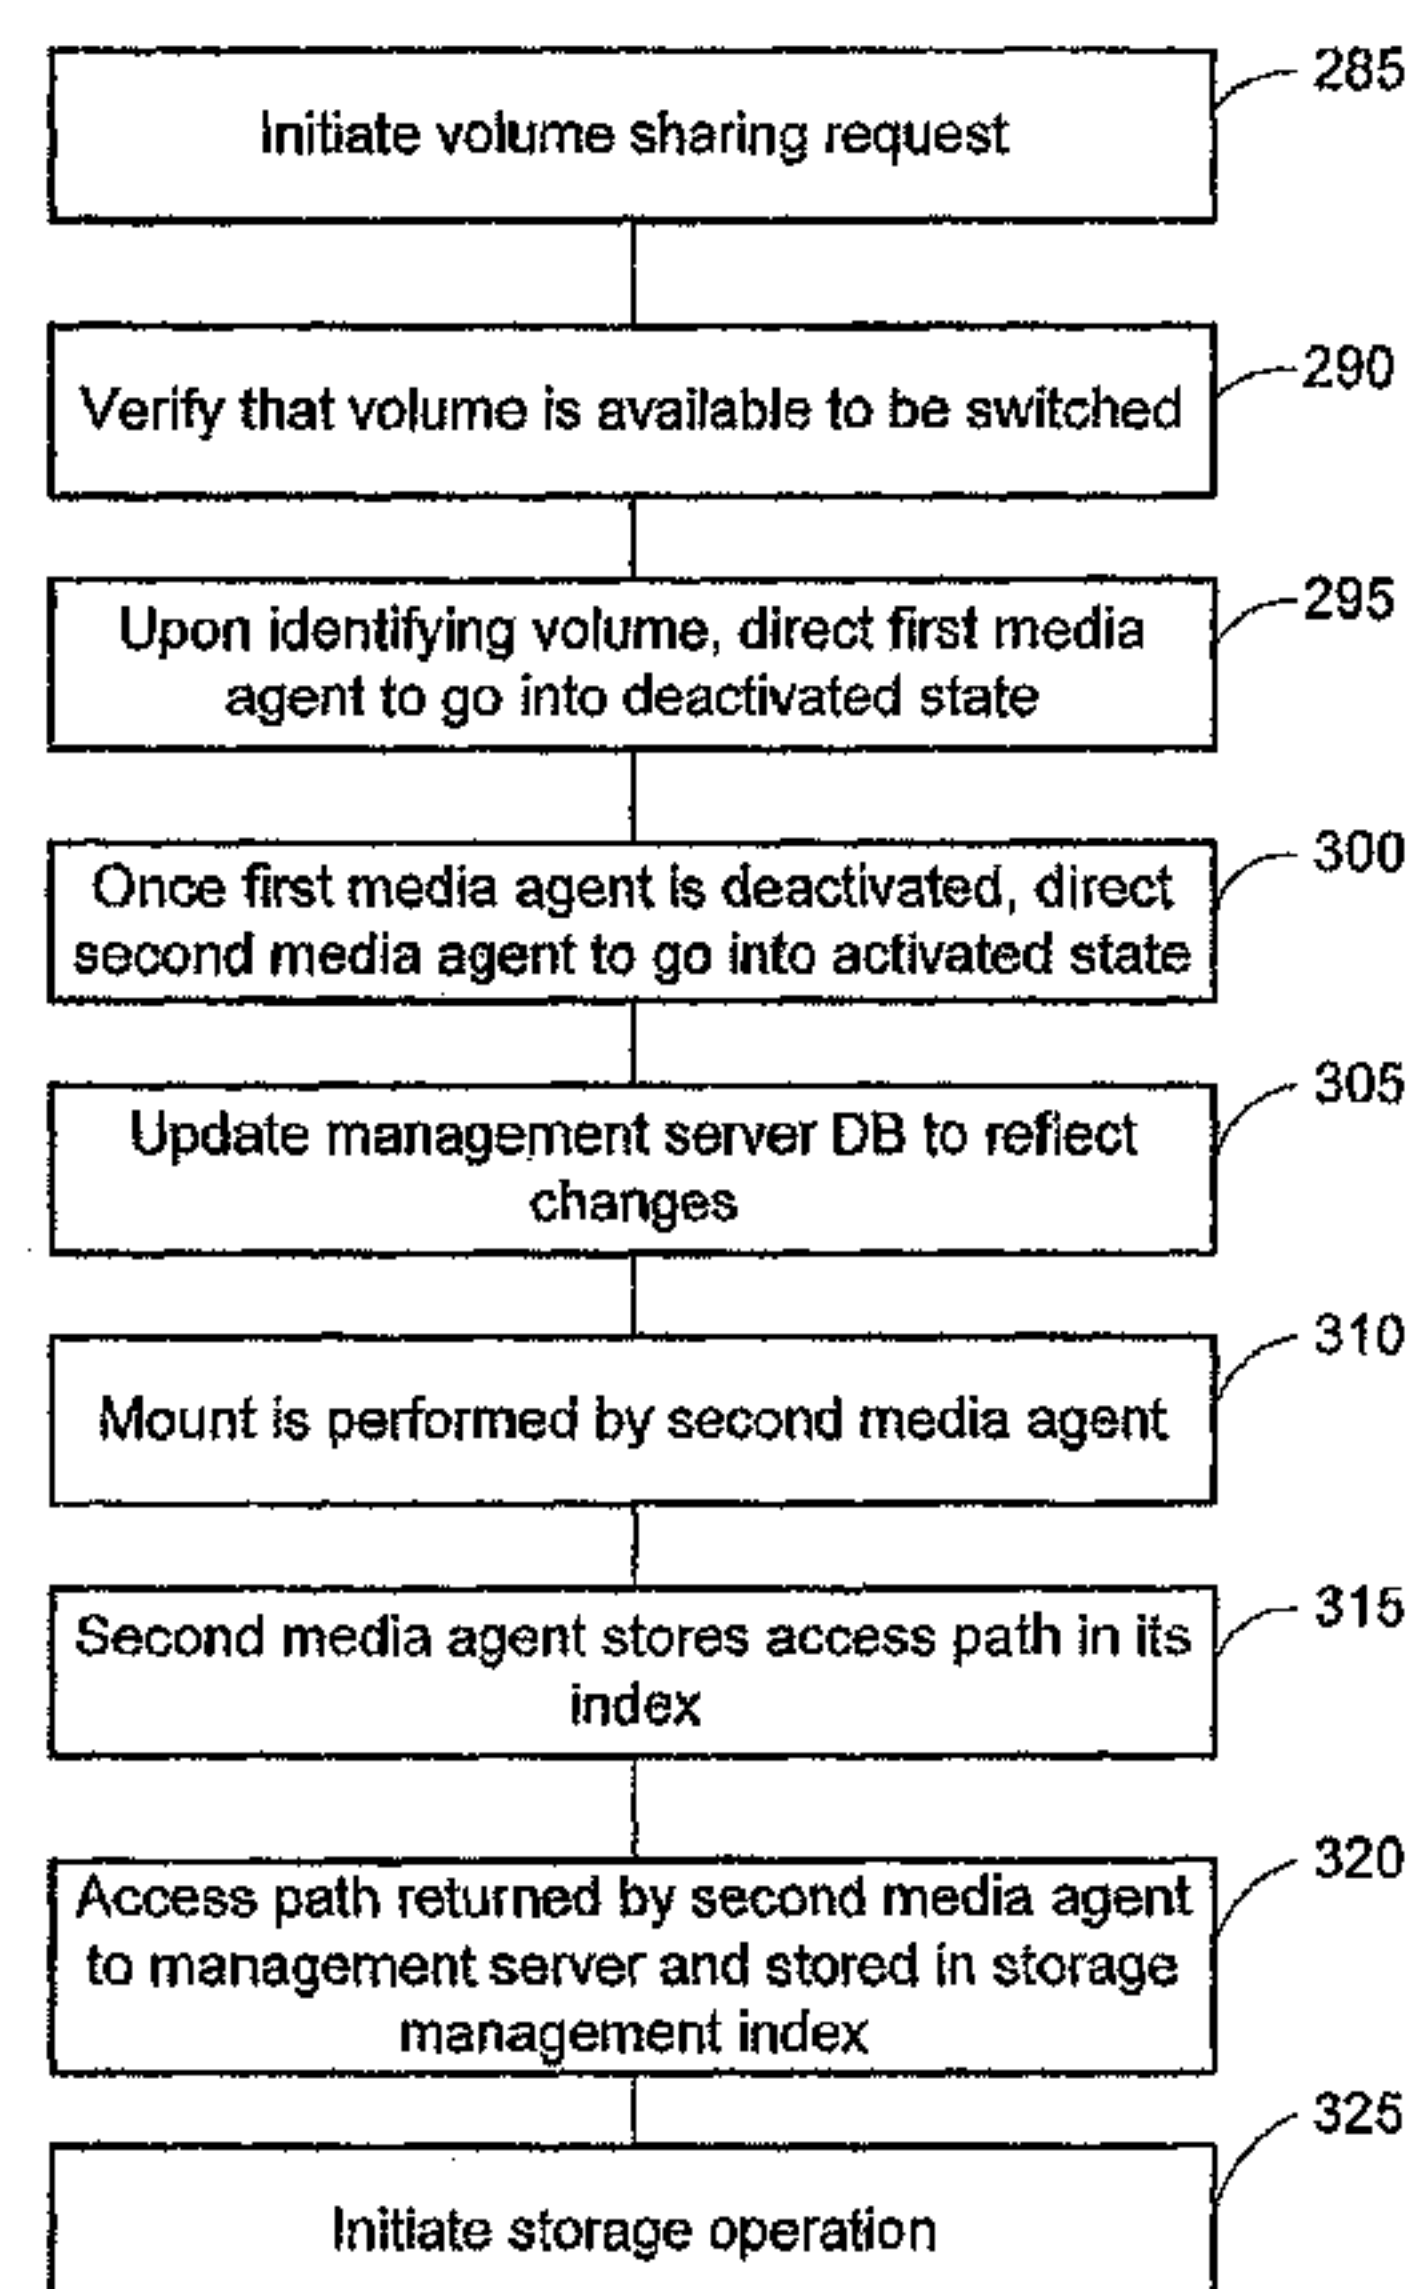 285
Initiate volume sharing request
290
Verify that volume is available to be switched
295
Upon identifying volume, direct first media
agent to go into deactivated state
300
Once first media agent is deactivated, direct
second media agent to go into activated state
305
Update management server DB to reflect
changes
310
Mount is performed by second media agent
315
Second media agent stores access path in its
index
320
Access path returned by second media agent
to management server and stored in storage
management index
325
Initiate storage operation